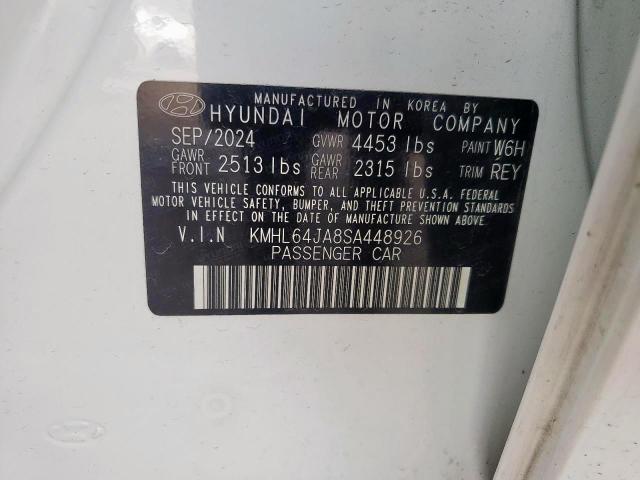 MANUFACTURED IN KOREA BY
HYUNDAI MOTOR COMPANY
SEP/2024 GVWR 4453 lbs PAINT W6H
GAWR FRONT 2513 lbs GAWR REAR 2315 lbs TRIM REY
THIS VEHICLE CONFORMS TO ALL APPLICABLE U.S.A. FEDERAL
MOTOR VEHICLE SAFETY, BUMPER, AND THEFT PREVENTION
STANDARDS IN EFFECT ON THE DATE OF MANUFACTURE SHOWN ABOVE.
V.I.N KMHL64JA8SA448926
PASSENGER CAR